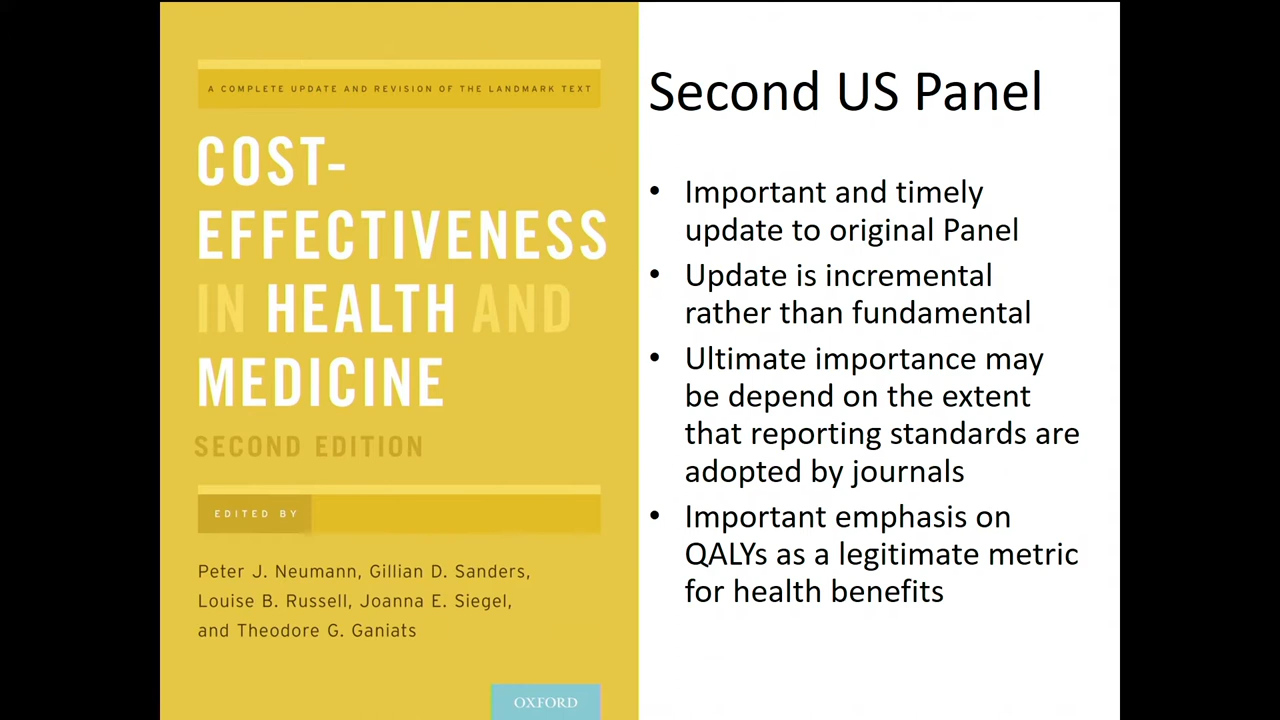 A COMPLETE UPDATE AND REVISION OF THE LANDMARK TEXT
COST-
EFFECTIVENESS
IN HEALTH AND
MEDICINE
SECOND EDITION
EDITED BY
Peter J. Neumann, Gillian D. Sanders,
Louise B. Russell, Joanna E. Siegel,
and Theodore G. Ganiats
OXFORD
Second US Panel
• Important and timely
update to original Panel
• Update is incremental
rather than fundamental
• Ultimate importance may
be depend on the extent
that reporting standards are
adopted by journals
• Important emphasis on
QALYs as a legitimate metric
for health benefits